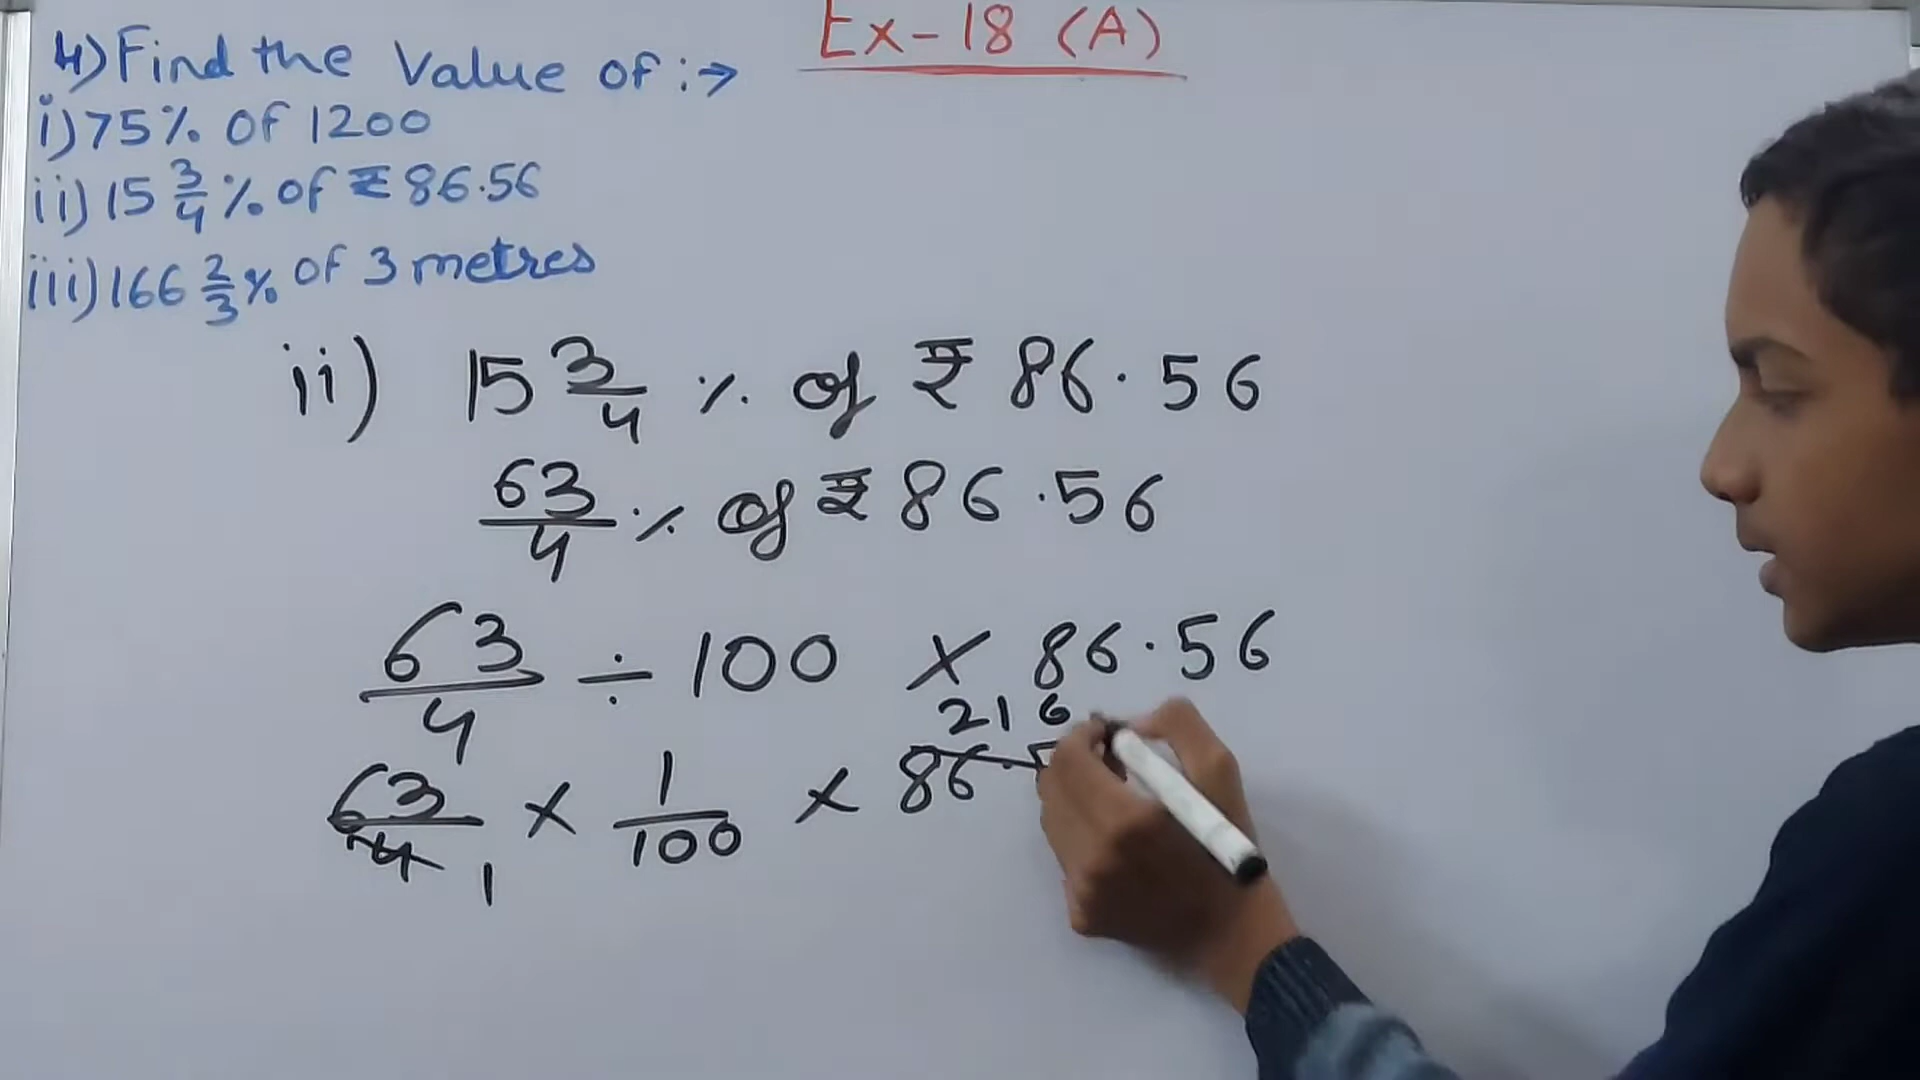 Ex-18 (A)
4) Find the Value of :→
i) 75% of 1200
ii) 15 3/4 % of ₹ 86.56
iii) 166 2/3 % of 3 metres
ii) 15 3/4 % of ₹ 86.56
63/4 % of ₹ 86.56
63/4 ÷ 100 × 86.56
216
63/4 × 1/100 × 86.5
1